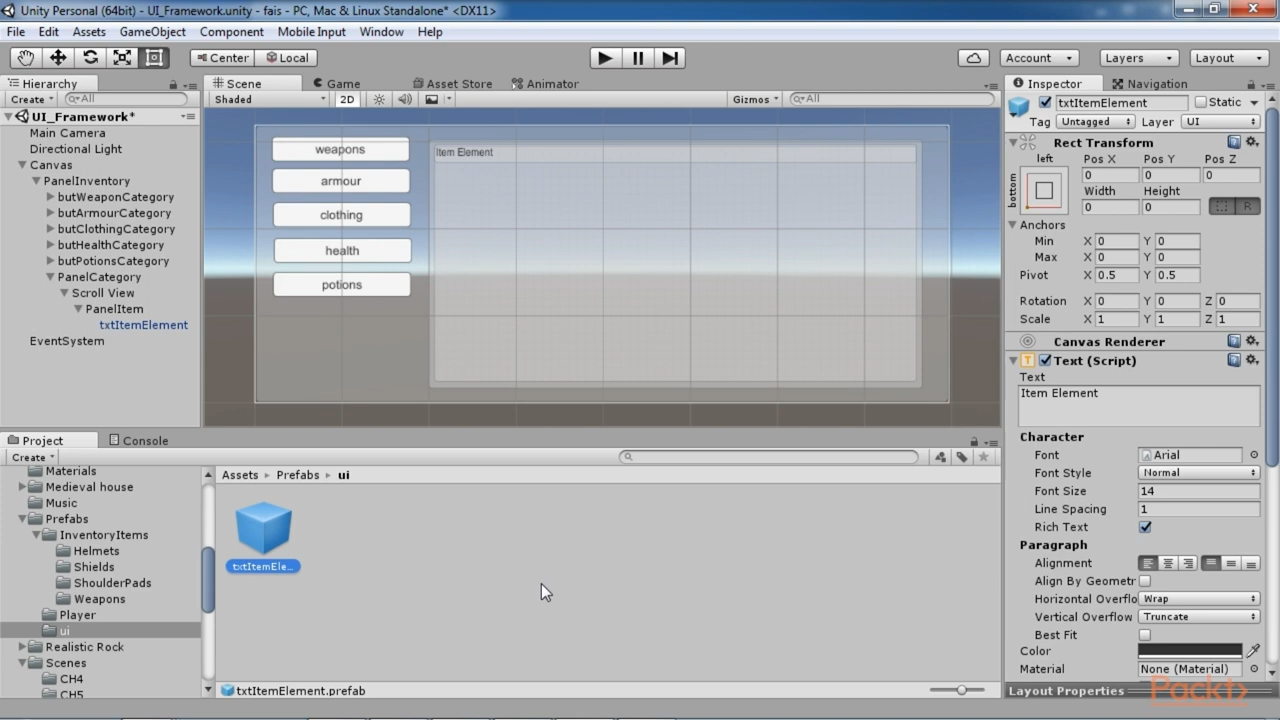 Unity Personal (64bit) - UI_Framework.unity - fais - PC, Mac & Linux Standalone* <DX11>
File Edit Assets GameObject Component Mobile Input Window Help
Center Local Account Layers Layout
Hierarchy
Create All
UI_Framework*
Main Camera
Directional Light
Canvas
PanelInventory
butWeaponCategory
butArmourCategory
butClothingCategory
butHealthCategory
butPotionsCategory
PanelCategory
Scroll View
PanelItem
txtItemElement
EventSystem
Scene Game Asset Store Animator
Shaded 2D Gizmos All
weapons
armour
clothing
health
potions
Item Element
Inspector Navigation
txtItemElement Static
Tag Untagged Layer UI
Rect Transform
left Pos X Pos Y Pos Z
bottom 0 0 0
Width Height
0 0 R
Anchors
Min X 0 Y 0
Max X 0 Y 0
Pivot X 0.5 Y 0.5
Rotation X 0 Y 0 Z 0
Scale X 1 Y 1 Z 1
Canvas Renderer
Text (Script)
Text
Item Element
Character
Font Arial
Font Style Normal
Font Size 14
Line Spacing 1
Rich Text
Paragraph
Alignment
Align By Geometr
Horizontal Overflo Wrap
Vertical Overflow Truncate
Best Fit
Color
Material None (Material)
Layout Properties
Project Console
Create
Materials
Medieval house
Music
Prefabs
InventoryItems
Helmets
Shields
ShoulderPads
Weapons
Player
ui
Realistic Rock
Scenes
CH4
CH5
Assets Prefabs ui
txtItemEle...
txtItemElement.prefab
Packt>